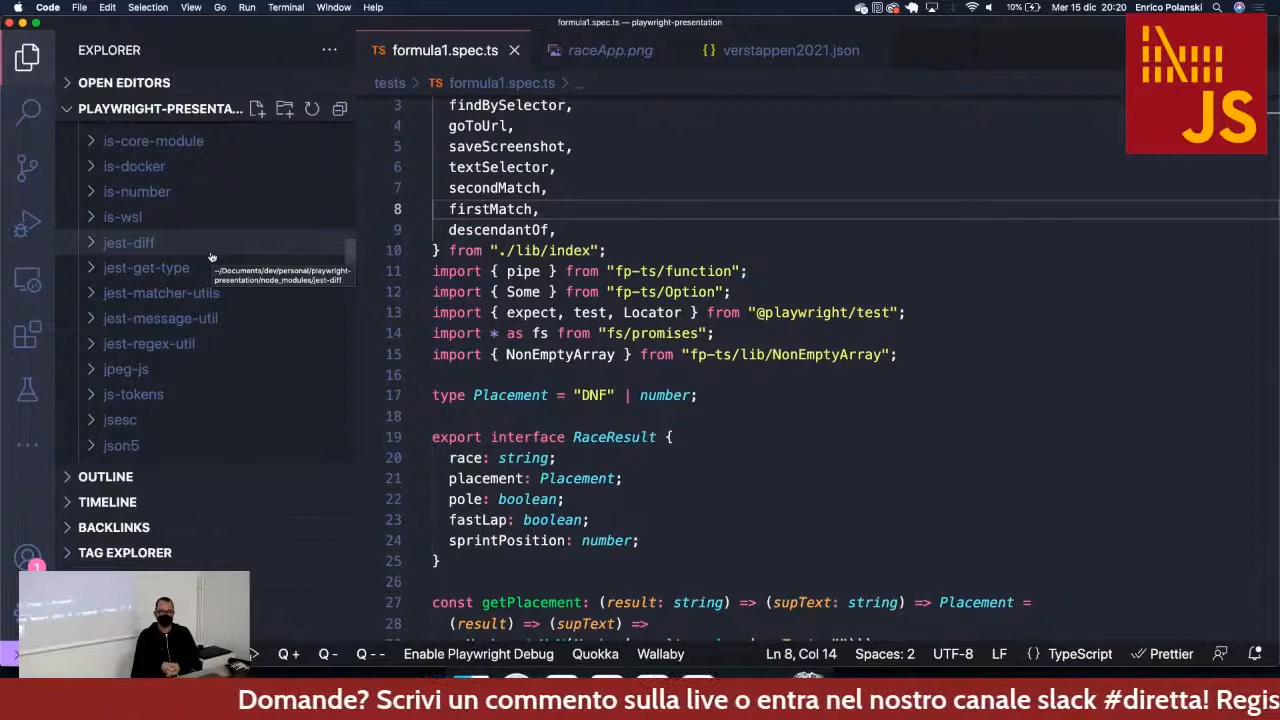 Code File Edit Selection View Go Run Terminal Window Help 10% Mer 15 dic 20:20 Enrico Polanski
formula1.spec.ts — playwright-presentation
EXPLORER
TS formula1.spec.ts
raceApp.png
{} verstappen2021.json
OPEN EDITORS
tests > TS formula1.spec.ts > ...
PLAYWRIGHT-PRESENTA...
is-core-module
is-docker
is-number
is-wsl
jest-diff
jest-get-type
~/Documents/dev/personal/playwright-
presentation/node_modules/jest-diff
jest-matcher-utils
jest-message-util
jest-regex-util
jpeg-js
js-tokens
jsesc
json5
OUTLINE
TIMELINE
BACKLINKS
TAG EXPLORER
3 findBySelector,
4 goToUrl,
5 saveScreenshot,
6 textSelector,
7 secondMatch,
8 firstMatch,
9 descendantOf,
10 } from "./lib/index";
11 import { pipe } from "fp-ts/function";
12 import { Some } from "fp-ts/Option";
13 import { expect, test, Locator } from "@playwright/test";
14 import * as fs from "fs/promises";
15 import { NonEmptyArray } from "fp-ts/lib/NonEmptyArray";
16
17 type Placement = "DNF" | number;
18
19 export interface RaceResult {
20 race: string;
21 placement: Placement;
22 pole: boolean;
23 fastLap: boolean;
24 sprintPosition: number;
25 }
26
27 const getPlacement: (result: string) => (supText: string) => Placement =
28 (result) => (supText) =>
JS
1
Q + Q - Q -- Enable Playwright Debug Quokka Wallaby Ln 8, Col 14 Spaces: 2 UTF-8 LF {} TypeScript Prettier
Domande? Scrivi un commento sulla live o entra nel nostro canale slack #diretta! Regis